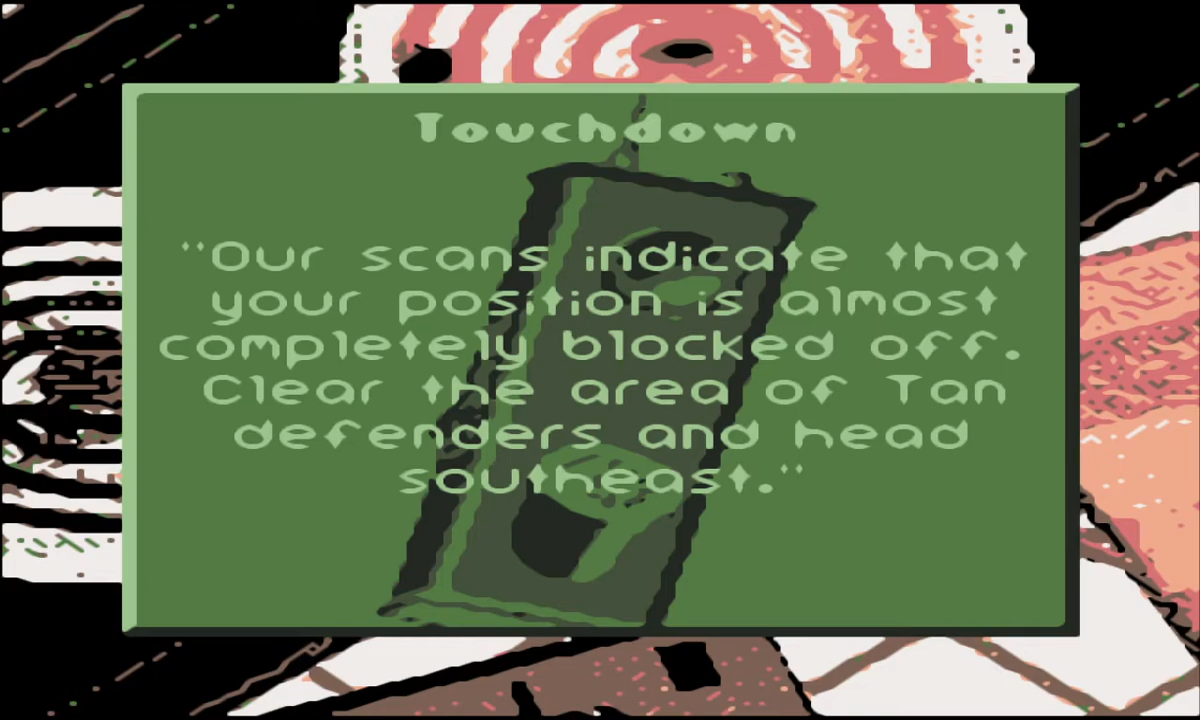 Touchdown
"Our scans indicate that
your position is almost
completely blocked off.
Clear the area of Tan
defenders and head
southeast."